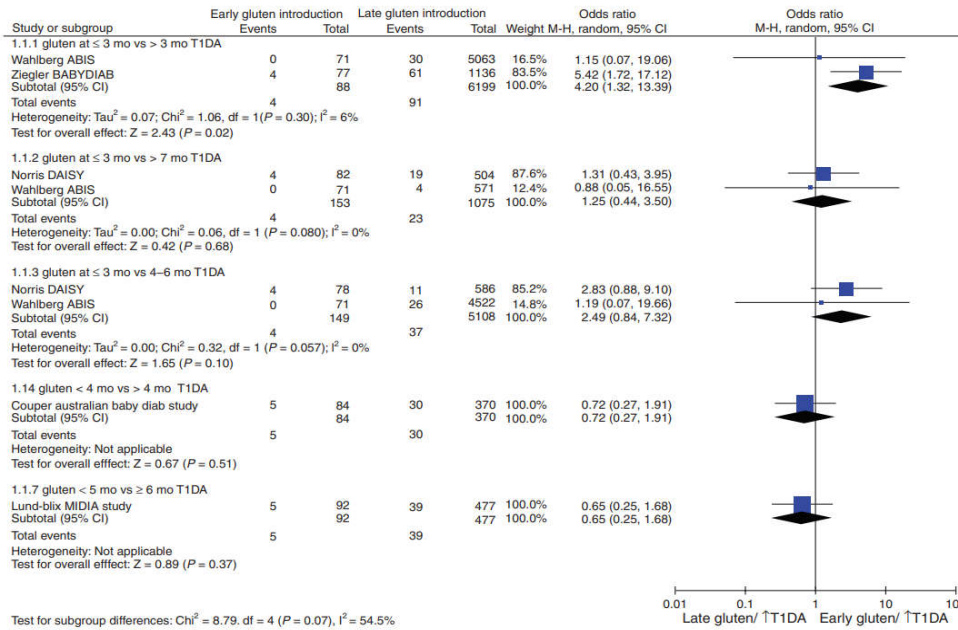 Early gluten introduction Late gluten introduction Odds ratio Odds ratio
Study or subgroup Events Total Events Total Weight M-H, random, 95% CI M-H, random, 95% CI
1.1.1 gluten at ≤ 3 mo vs > 3 mo T1DA
Wahlberg ABIS 0 71 30 5063 16.5% 1.15 (0.07, 19.06)
Ziegler BABYDIAB 4 77 61 1136 83.5% 5.42 (1.72, 17.12)
Subtotal (95% CI) 88 6199 100.0% 4.20 (1.32, 13.39)
Total events 4 91
Heterogeneity: Tau² = 0.07; Chi² = 1.06, df = 1(P = 0.30); I² = 6%
Test for overall effect: Z = 2.43 (P = 0.02)
1.1.2 gluten at ≤ 3 mo vs > 7 mo T1DA
Norris DAISY 4 82 19 504 87.6% 1.31 (0.43, 3.95)
Wahlberg ABIS 0 71 4 571 12.4% 0.88 (0.05, 16.55)
Subtotal (95% CI) 153 1075 100.0% 1.25 (0.44, 3.50)
Total events 4 23
Heterogeneity: Tau² = 0.00; Chi² = 0.06, df = 1 (P = 0.080); I² = 0%
Test for overall effect: Z = 0.42 (P = 0.68)
1.1.3 gluten at ≤ 3 mo vs 4–6 mo T1DA
Norris DAISY 4 78 11 586 85.2% 2.83 (0.88, 9.10)
Wahlberg ABIS 0 71 26 4522 14.8% 1.19 (0.07, 19.66)
Subtotal (95% CI) 149 5108 100.0% 2.49 (0.84, 7.32)
Total events 4 37
Heterogeneity: Tau² = 0.00; Chi² = 0.32, df = 1 (P = 0.057); I² = 0%
Test for overall effect: Z = 1.65 (P = 0.10)
1.14 gluten < 4 mo vs > 4 mo T1DA
Couper australian baby diab study 5 84 30 370 100.0% 0.72 (0.27, 1.91)
Subtotal (95% CI) 84 370 100.0% 0.72 (0.27, 1.91)
Total events 5 30
Heterogeneity: Not applicable
Test for overall efffect: Z = 0.67 (P = 0.51)
1.1.7 gluten < 5 mo vs ≥ 6 mo T1DA
Lund-blix MIDIA study 5 92 39 477 100.0% 0.65 (0.25, 1.68)
Subtotal (95% CI) 92 477 100.0% 0.65 (0.25, 1.68)
Total events 5 39
Heterogeneity: Not applicable
Test for overall efffect: Z = 0.89 (P = 0.37)
0.01 0.1 1 10 100
Test for subgroup differences: Chi² = 8.79. df = 4 (P = 0.07), I² = 54.5% Late gluten/ ↑T1DA Early gluten/ ↑T1DA